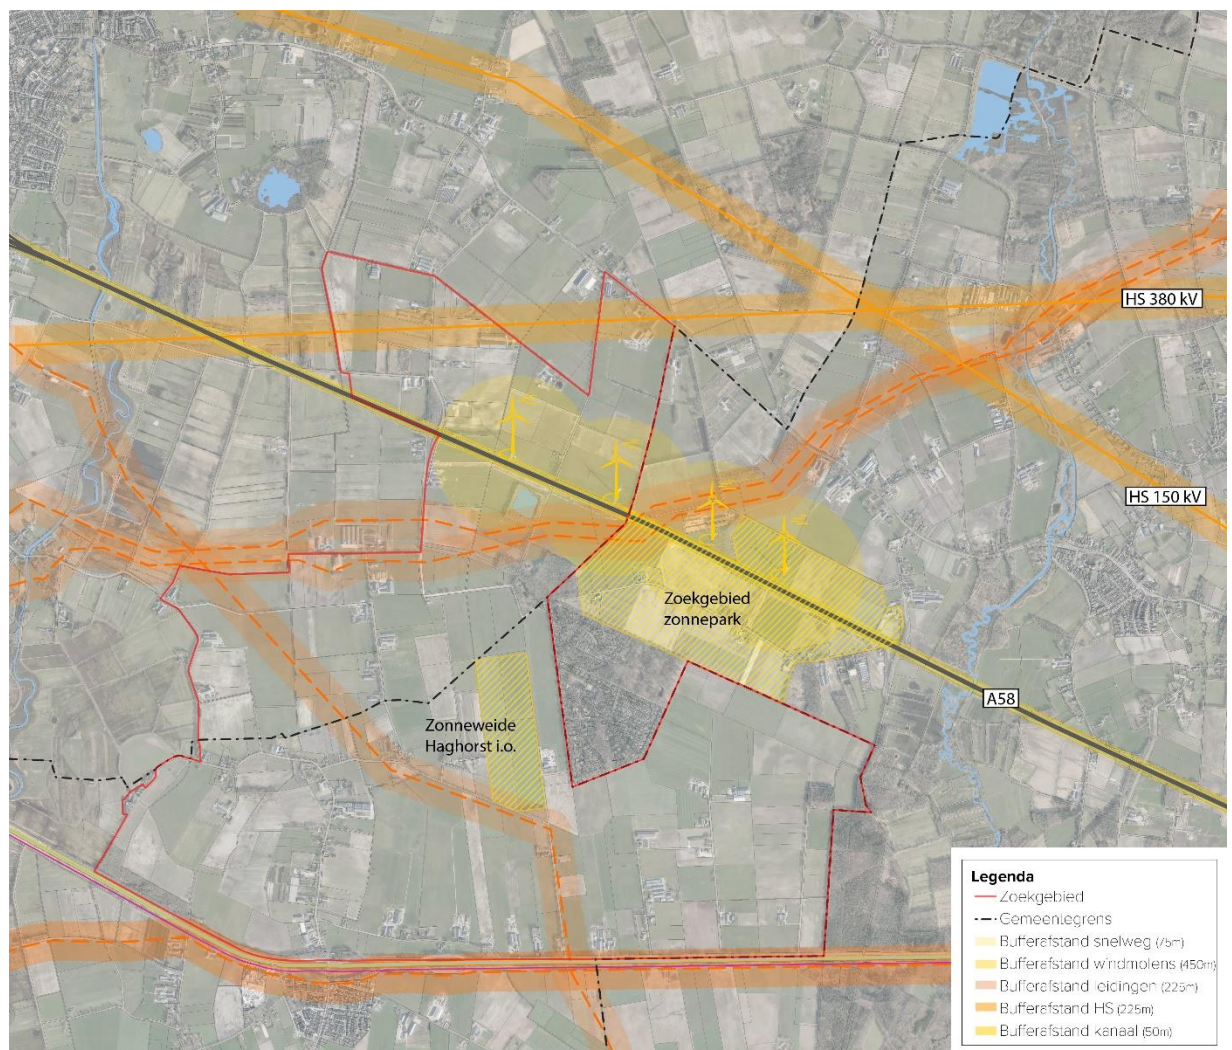 HS 380 kV
HS 150 kV
Zoekgebied
zonnepark
A58
Zonneweide
Haghorst i.o.
Legenda
Zoekgebied
Gemeentegrens
Bufferafstand snelweg (75m)
Bufferafstand windmolens (450m)
Bufferafstand leidingen (225m)
Bufferafstand HS (225m)
Bufferafstand kanaal (50m)